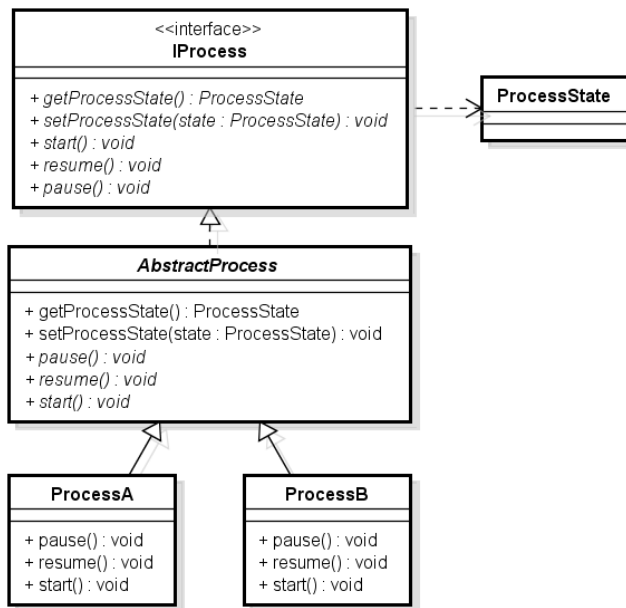 <<interface>>
IProcess
+ getProcessState() : ProcessState
+ setProcessState(state : ProcessState) : void
+ start() : void
+ resume() : void
+ pause() : void
ProcessState
AbstractProcess
+ getProcessState() : ProcessState
+ setProcessState(state : ProcessState) : void
+ pause() : void
+ resume() : void
+ start() : void
ProcessA
+ pause() : void
+ resume() : void
+ start() : void
ProcessB
+ pause() : void
+ resume() : void
+ start() : void